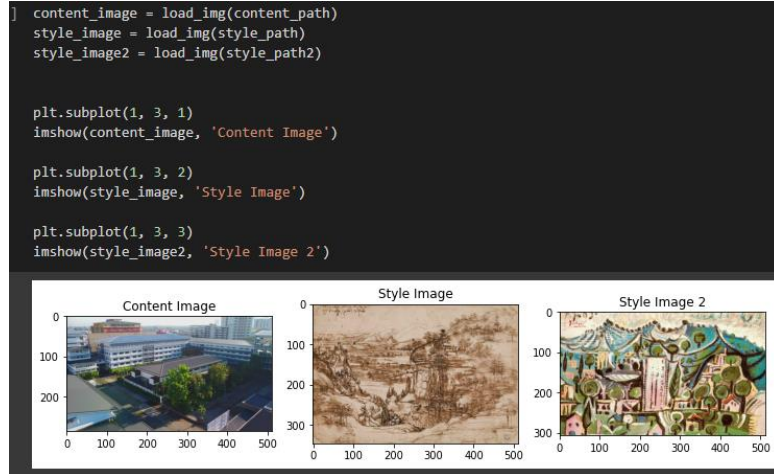 ]
content_image = load_img(content_path)
style_image = load_img(style_path)
style_image2 = load_img(style_path2)
plt.subplot(1, 3, 1)
imshow(content_image, 'Content Image')
plt.subplot(1, 3, 2)
imshow(style_image, 'Style Image')
plt.subplot(1, 3, 3)
imshow(style_image2, 'Style Image 2')
Content Image
0
100
200
0 100 200 300 400 500
Style Image
0
100
200
300
0 100 200 300 400 500
Style Image 2
0
100
200
300
0 100 200 300 400 500